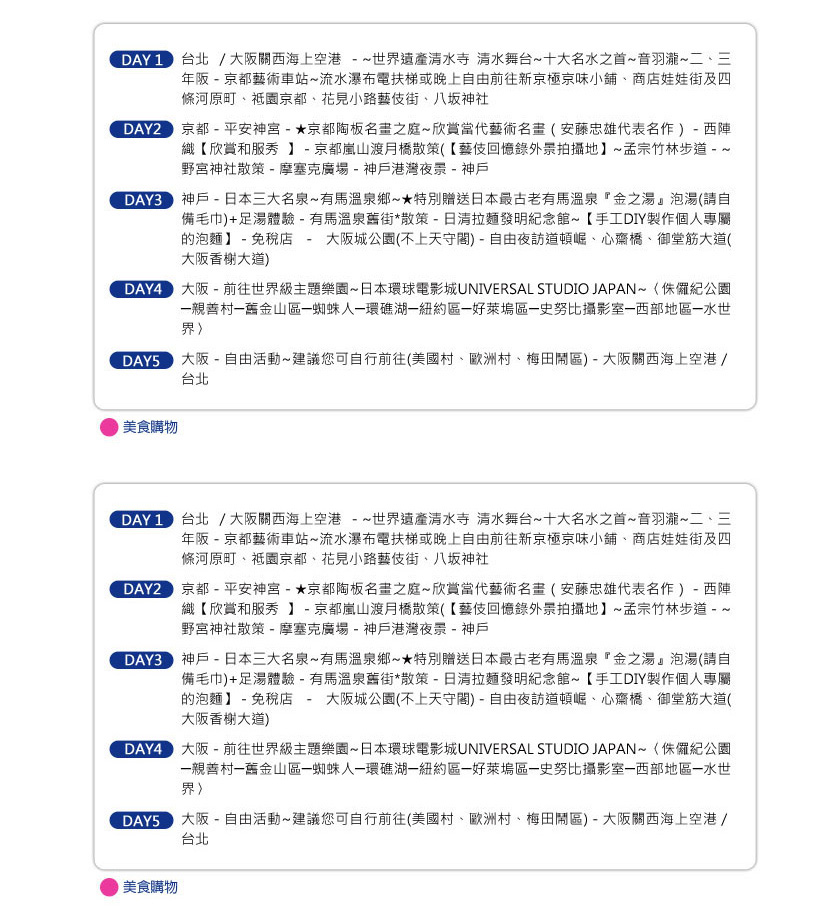 DAY 1 台北 / 大阪關西海上空港 - ~世界遺產清水寺 清水舞台~十大名水之首~音羽瀧~二、三
年阪 - 京都藝術車站~流水瀑布電扶梯或晚上自由前往新京極京味小舖、商店娃娃街及四
條河原町、祗園京都、花見小路藝伎街、八坂神社
DAY2 京都 - 平安神宮 - ★京都陶板名畫之庭~欣賞當代藝術名畫 ( 安藤忠雄代表名作 ) - 西陣
織【欣賞和服秀 】 - 京都嵐山渡月橋散策(【藝伎回憶錄外景拍攝地】~孟宗竹林步道 - ~
野宮神社散策 - 摩塞克廣場 - 神戶港灣夜景 - 神戶
DAY3 神戶 - 日本三大名泉~有馬溫泉鄉~★特別贈送日本最古老有馬溫泉『金之湯』泡湯(請自
備毛巾)+足湯體驗 - 有馬溫泉舊街*散策 - 日清拉麵發明紀念館~【手工DIY製作個人專屬
的泡麵】 - 免稅店 - 大阪城公園(不上天守閣) - 自由夜訪道頓崛、心齋橋、御堂筋大道(
大阪香榭大道)
DAY4 大阪 - 前往世界級主題樂園~日本環球電影城UNIVERSAL STUDIO JAPAN~〈侏儸紀公園
─親善村─舊金山區─蜘蛛人─環礁湖─紐約區─好萊塢區─史努比攝影室─西部地區─水世
界〉
DAY5 大阪 - 自由活動~建議您可自行前往(美國村、歐洲村、梅田鬧區) - 大阪關西海上空港 /
台北
美食購物
DAY 1 台北 / 大阪關西海上空港 - ~世界遺產清水寺 清水舞台~十大名水之首~音羽瀧~二、三
年阪 - 京都藝術車站~流水瀑布電扶梯或晚上自由前往新京極京味小舖、商店娃娃街及四
條河原町、祗園京都、花見小路藝伎街、八坂神社
DAY2 京都 - 平安神宮 - ★京都陶板名畫之庭~欣賞當代藝術名畫 ( 安藤忠雄代表名作 ) - 西陣
織【欣賞和服秀 】 - 京都嵐山渡月橋散策(【藝伎回憶錄外景拍攝地】~孟宗竹林步道 - ~
野宮神社散策 - 摩塞克廣場 - 神戶港灣夜景 - 神戶
DAY3 神戶 - 日本三大名泉~有馬溫泉鄉~★特別贈送日本最古老有馬溫泉『金之湯』泡湯(請自
備毛巾)+足湯體驗 - 有馬溫泉舊街*散策 - 日清拉麵發明紀念館~【手工DIY製作個人專屬
的泡麵】 - 免稅店 - 大阪城公園(不上天守閣) - 自由夜訪道頓崛、心齋橋、御堂筋大道(
大阪香榭大道)
DAY4 大阪 - 前往世界級主題樂園~日本環球電影城UNIVERSAL STUDIO JAPAN~〈侏儸紀公園
─親善村─舊金山區─蜘蛛人─環礁湖─紐約區─好萊塢區─史努比攝影室─西部地區─水世
界〉
DAY5 大阪 - 自由活動~建議您可自行前往(美國村、歐洲村、梅田鬧區) - 大阪關西海上空港 /
台北
美食購物